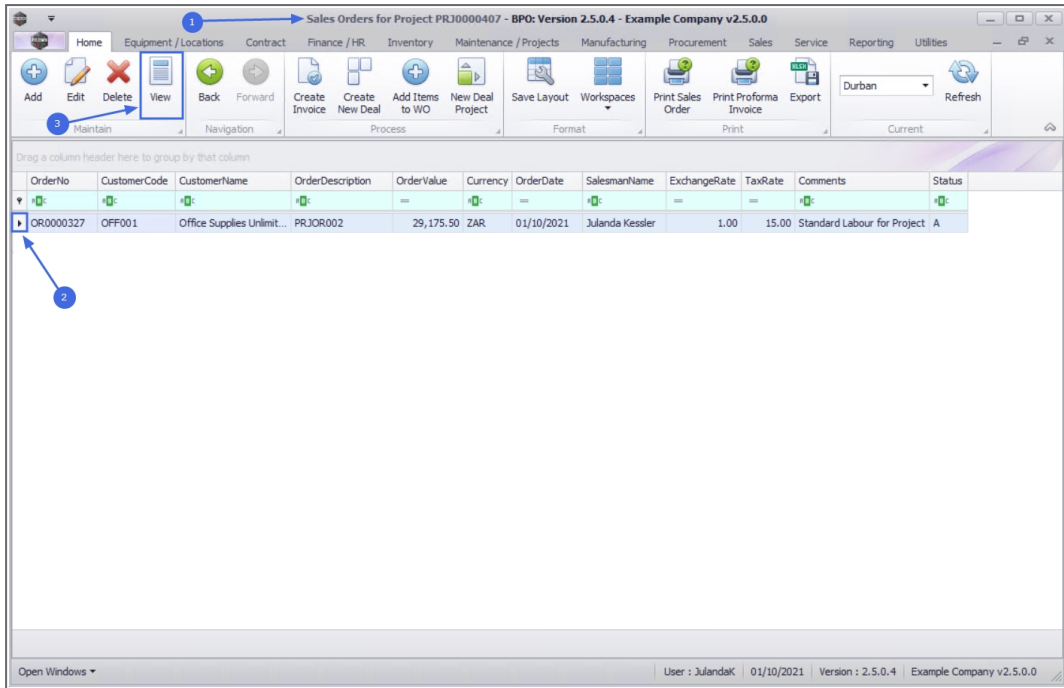 1
Sales Orders for Project PRJ0000407 - BPO: Version 2.5.0.4 - Example Company v2.5.0.0
Home Equipment / Locations Contract Finance / HR Inventory Maintenance / Projects Manufacturing Procurement Sales Service Reporting Utilities
Add Edit Delete View Back Forward Create Invoice Create New Deal Add Items to WO New Deal Project Save Layout Workspaces Print Sales Order Print Proforma Invoice Export Durban Refresh
3
Maintain Navigation Process Format Print Current
Drag a column header here to group by that column
OrderNo CustomerCode CustomerName OrderDescription OrderValue Currency OrderDate SalesmanName ExchangeRate TaxRate Comments Status
OR0000327 OFF001 Office Supplies Unlimit... PRJOR002 29,175.50 ZAR 01/10/2021 Julanda Kessler 1.00 15.00 Standard Labour for Project A
2
Open Windows User : JulandaK 01/10/2021 Version : 2.5.0.4 Example Company v2.5.0.0